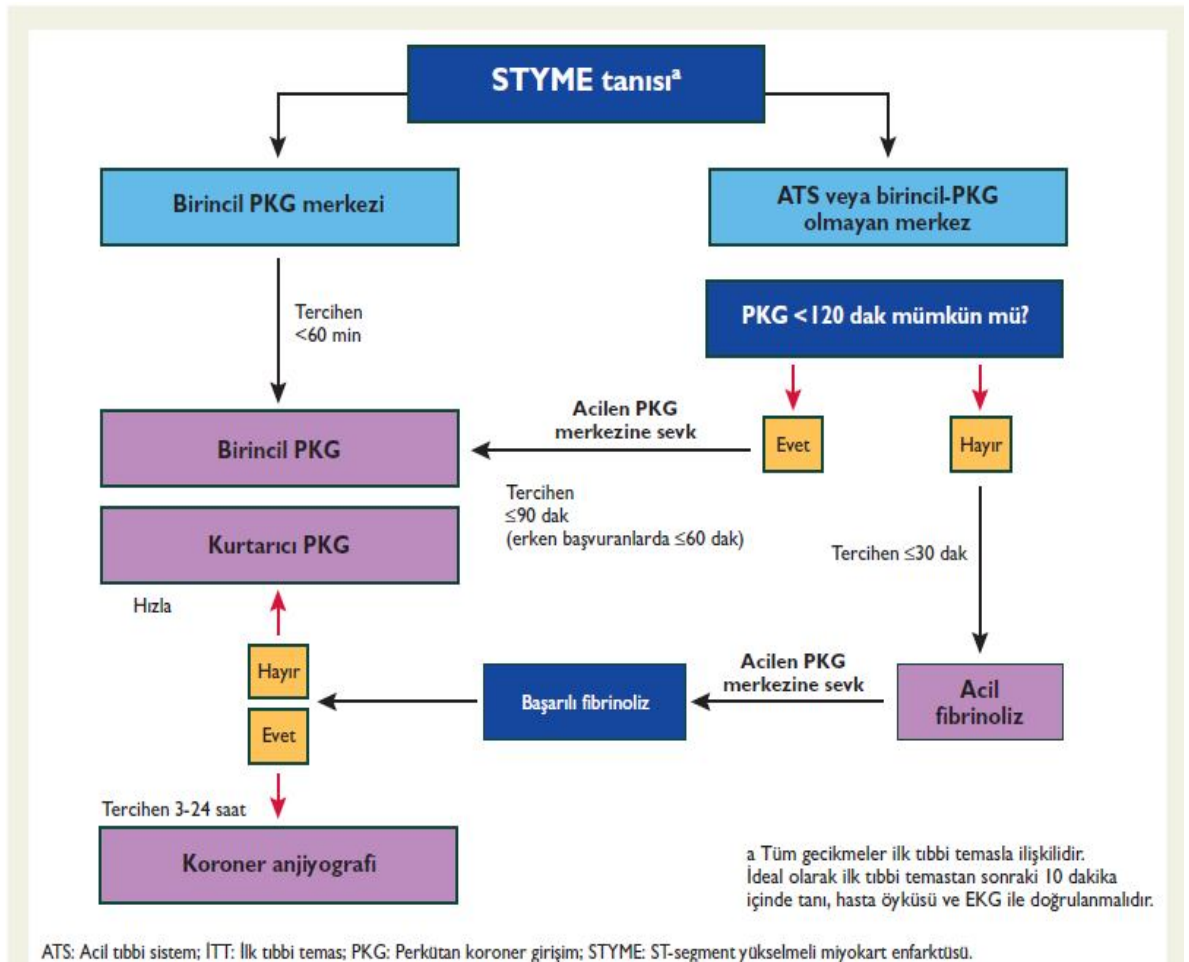 STYME tanısıᵃ
Birincil PKG merkezi
ATS veya birincil-PKG
olmayan merkez
Tercihen
<60 min
PKG <120 dak mümkün mü?
Acilen PKG
merkezine sevk
Evet
Hayır
Birincil PKG
Tercihen
≤90 dak
(erken başvuranlarda ≤60 dak)
Kurtarıcı PKG
Tercihen ≤30 dak
Hızla
Hayır
Evet
Başarılı fibrinoliz
Acilen PKG
merkezine sevk
Acil
fibrinoliz
Tercihen 3-24 saat
Koroner anjiyografi
a Tüm gecikmeler ilk tıbbi temasla ilişkilidir.
İdeal olarak ilk tıbbi temastan sonraki 10 dakika
içinde tanı, hasta öyküsü ve EKG ile doğrulanmalıdır.
ATS: Acil tıbbi sistem; İTT: İlk tıbbi temas; PKG: Perkütan koroner girişim; STYME: ST-segment yükselmeli miyokart enfarktüsü.